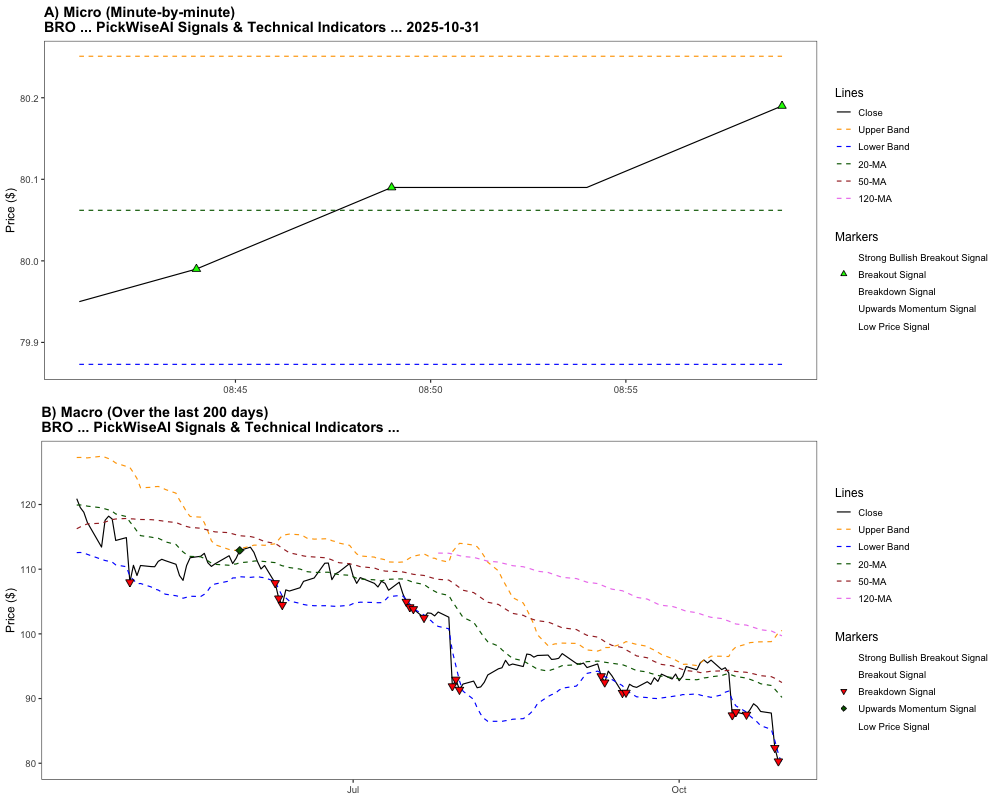 A) Micro (Minute-by-minute)
BRO ... PickWiseAI Signals & Technical Indicators ... 2025-10-31
Price ($)
80.2
80.1
80.0
79.9
08:45
08:50
08:55
Lines
Close
Upper Band
Lower Band
20-MA
50-MA
120-MA
Markers
Strong Bullish Breakout Signal
Breakout Signal
Breakdown Signal
Upwards Momentum Signal
Low Price Signal
B) Macro (Over the last 200 days)
BRO ... PickWiseAI Signals & Technical Indicators ...
Price ($)
120
110
100
90
80
Jul
Oct
Lines
Close
Upper Band
Lower Band
20-MA
50-MA
120-MA
Markers
Strong Bullish Breakout Signal
Breakout Signal
Breakdown Signal
Upwards Momentum Signal
Low Price Signal